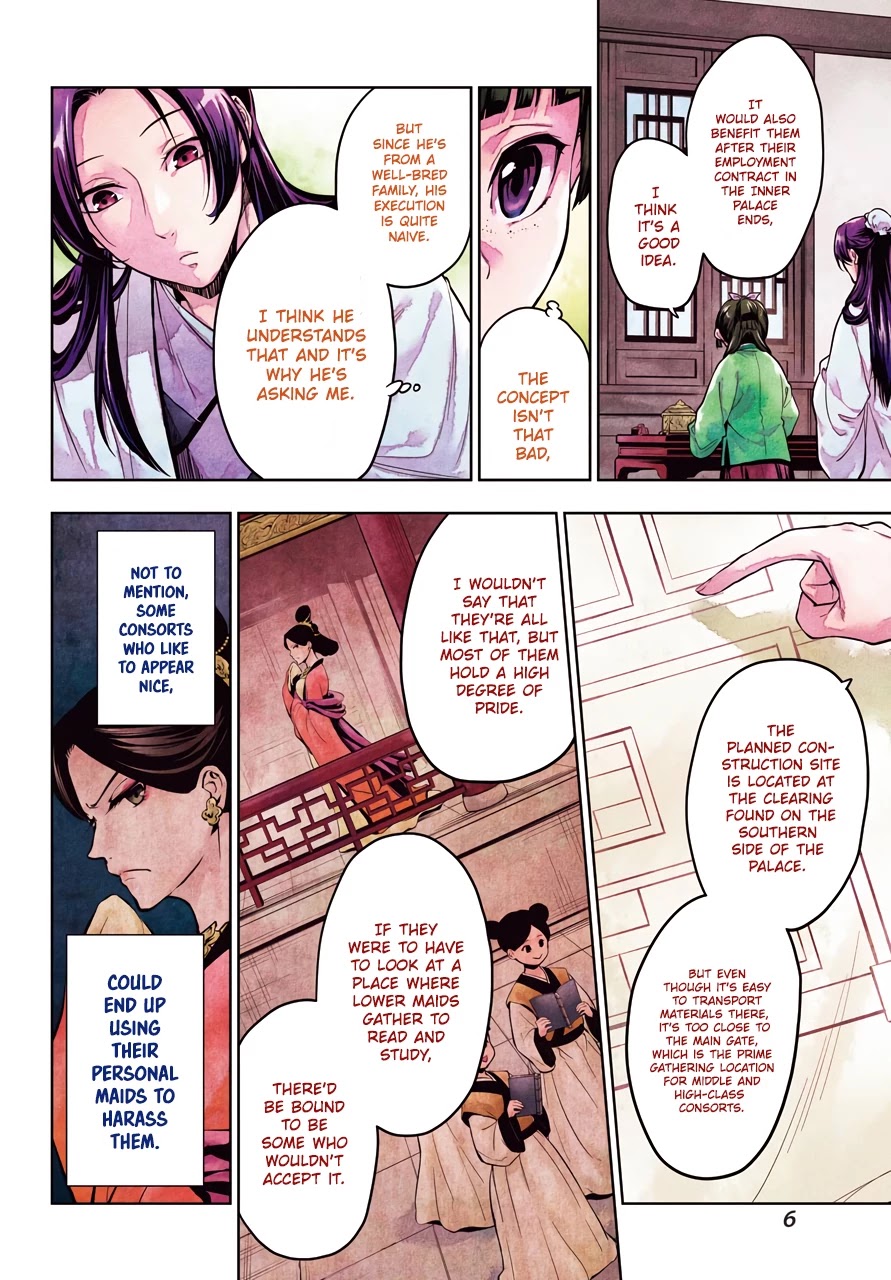 IT
WOULD ALSO
BENEFIT THEM
AFTER THEIR
EMPLOYMENT
CONTRACT IN
THE INNER
PALACE
ENDS,
I
THINK
IT'S A
GOOD
IDEA.
THE
CONCEPT
ISN'T
THAT
BAD,
BUT
SINCE HE'S
FROM A
WELL-BRED
FAMILY, HIS
EXECUTION
IS QUITE
NAIVE.
I THINK HE
UNDERSTANDS
THAT AND IT'S
WHY HE'S
ASKING ME.
THE
PLANNED CON-
STRUCTION SITE
IS LOCATED AT
THE CLEARING
FOUND ON THE
SOUTHERN
SIDE OF THE
PALACE.
BUT EVEN
THOUGH IT'S EASY
TO TRANSPORT
MATERIALS THERE,
IT'S TOO CLOSE TO
THE MAIN GATE,
WHICH IS THE PRIME
GATHERING LOCATION
FOR MIDDLE AND
HIGH-CLASS
CONSORTS.
I WOULDN'T
SAY THAT
THEY'RE ALL
LIKE THAT, BUT
MOST OF THEM
HOLD A HIGH
DEGREE OF
PRIDE.
IF THEY
WERE TO HAVE
TO LOOK AT A
PLACE WHERE
LOWER MAIDS
GATHER TO
READ AND
STUDY,
THERE'D
BE BOUND
TO BE
SOME WHO
WOULDN'T
ACCEPT IT.
NOT TO
MENTION,
SOME
CONSORTS
WHO LIKE
TO APPEAR
NICE,
COULD
END UP
USING
THEIR
PERSONAL
MAIDS TO
HARASS
THEM.
6